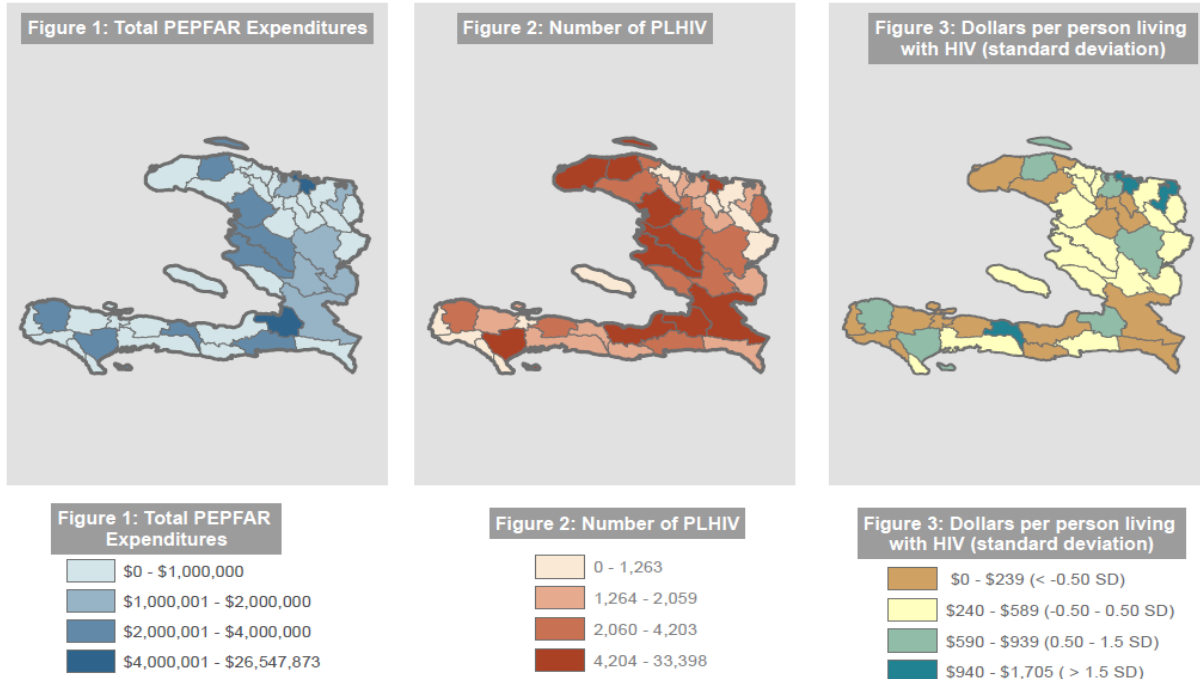 Figure 1: Total PEPFAR Expenditures
Figure 2: Number of PLHIV
Figure 3: Dollars per person living
with HIV (standard deviation)
Figure 1: Total PEPFAR
Expenditures
$0 - $1,000,000
$1,000,001 - $2,000,000
$2,000,001 - $4,000,000
$4,000,001 - $26,547,873
Figure 2: Number of PLHIV
0 - 1,263
1,264 - 2,059
2,060 - 4,203
4,204 - 33,398
Figure 3: Dollars per person living
with HIV (standard deviation)
$0 - $239 (< -0.50 SD)
$240 - $589 (-0.50 - 0.50 SD)
$590 - $939 (0.50 - 1.5 SD)
$940 - $1,705 ( > 1.5 SD)